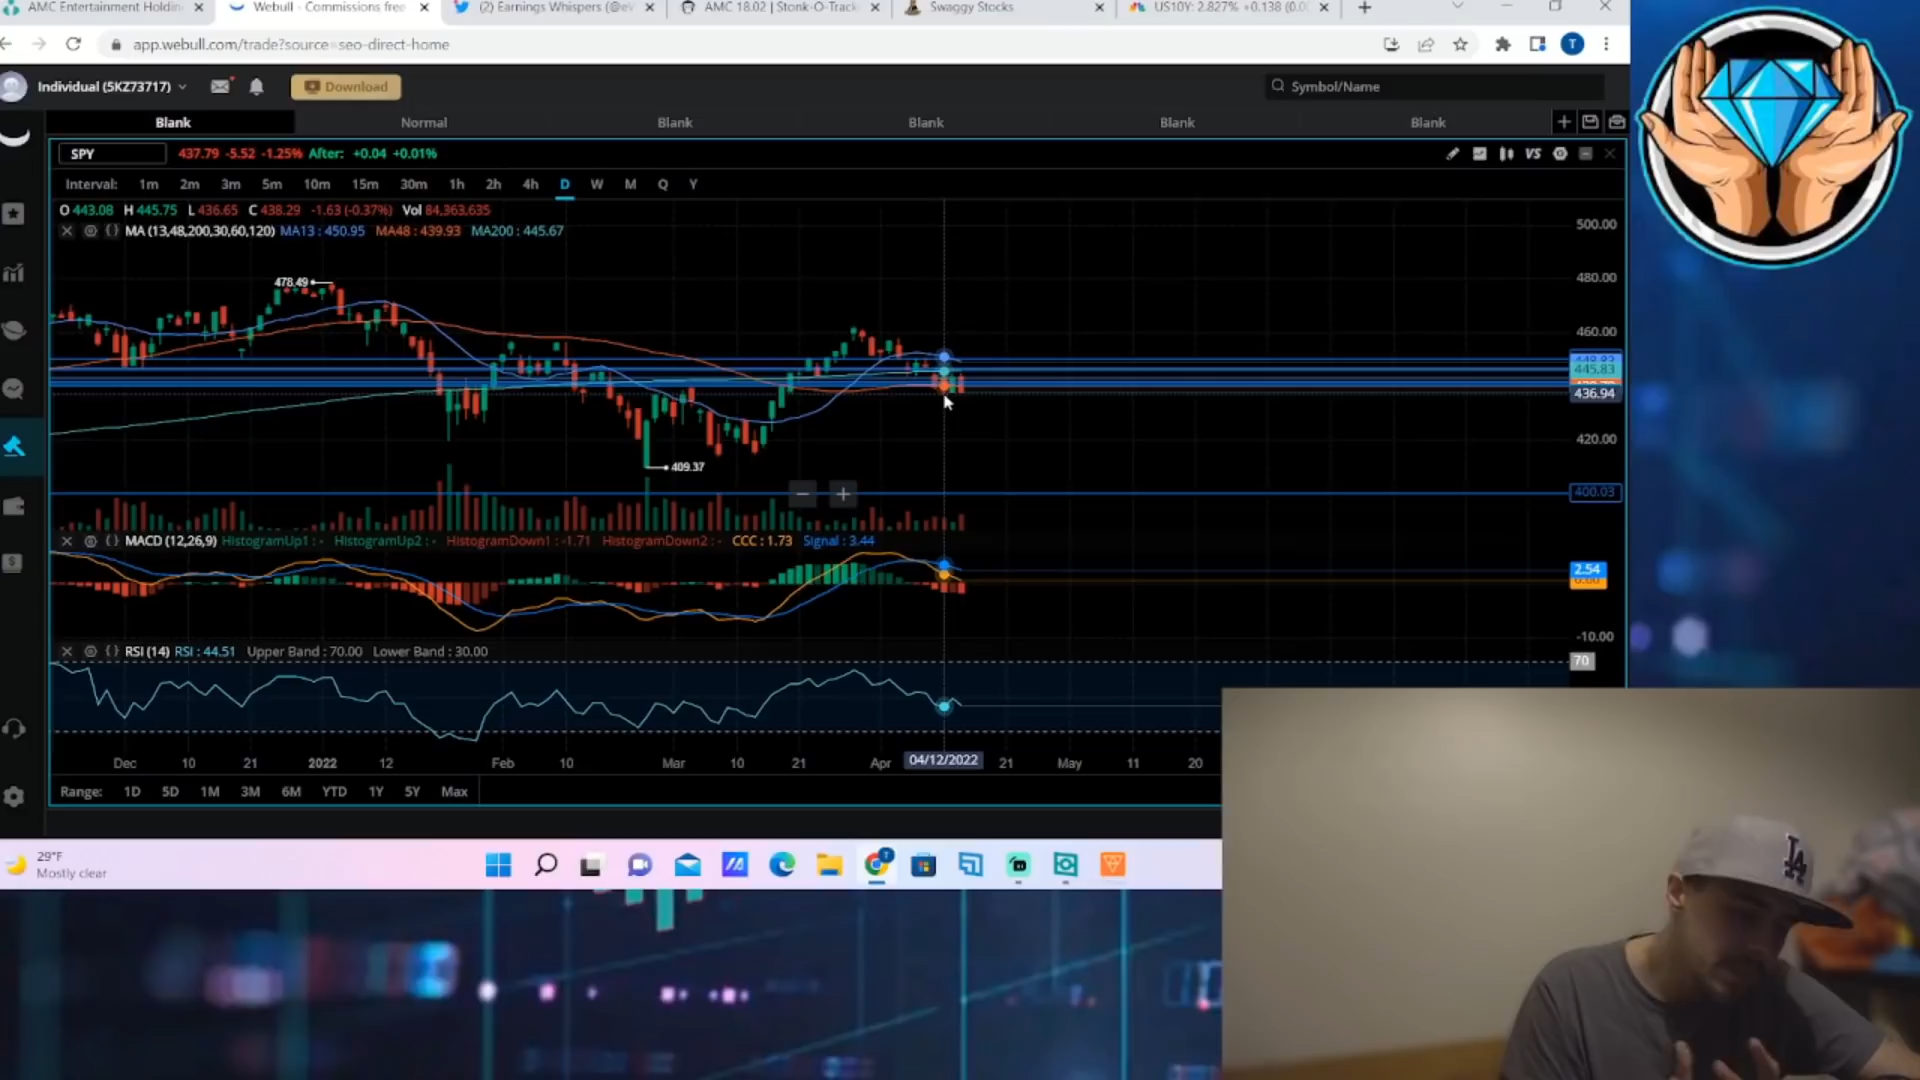 AMC Entertainment Holdin
Webull - Commissions free
(2) Earnings Whispers (@eV
AMC 18.02 | Stonk-O-Track
Swaggy Stocks
US10Y: 2.827% +0.138 (0.0
app.webull.com/trade?source=seo-direct-home
T
Individual (5KZ73717)
Download
Symbol/Name
Blank Normal Blank Blank Blank Blank
SPY 437.79 -5.52 -1.25% After: +0.04 +0.01%
VS
Interval: 1m 2m 3m 5m 10m 15m 30m 1h 2h 4h D W M Q Y
O 443.08 H 445.75 L 436.65 C 438.29 -1.63 (-0.37%) Vol 84,363,635
MA (13,48,200,30,60,120) MA13 : 450.95 MA48 : 439.93 MA200 : 445.67
500.00
480.00
478.49
460.00
445.83
436.94
420.00
409.37
400.03
MACD (12,26,9) HistogramUp1 : - HistogramUp2 : - HistogramDown1 : -1.71 HistogramDown2 : - CCC : 1.73 Signal : 3.44
2.54
-10.00
RSI (14) RSI : 44.51 Upper Band : 70.00 Lower Band : 30.00
70
Dec 10 21 2022 12 Feb 10 Mar 10 21 Apr 04/12/2022 21 May 11 20
Range: 1D 5D 1M 3M 6M YTD 1Y 5Y Max
29°F
Mostly clear
T
LA